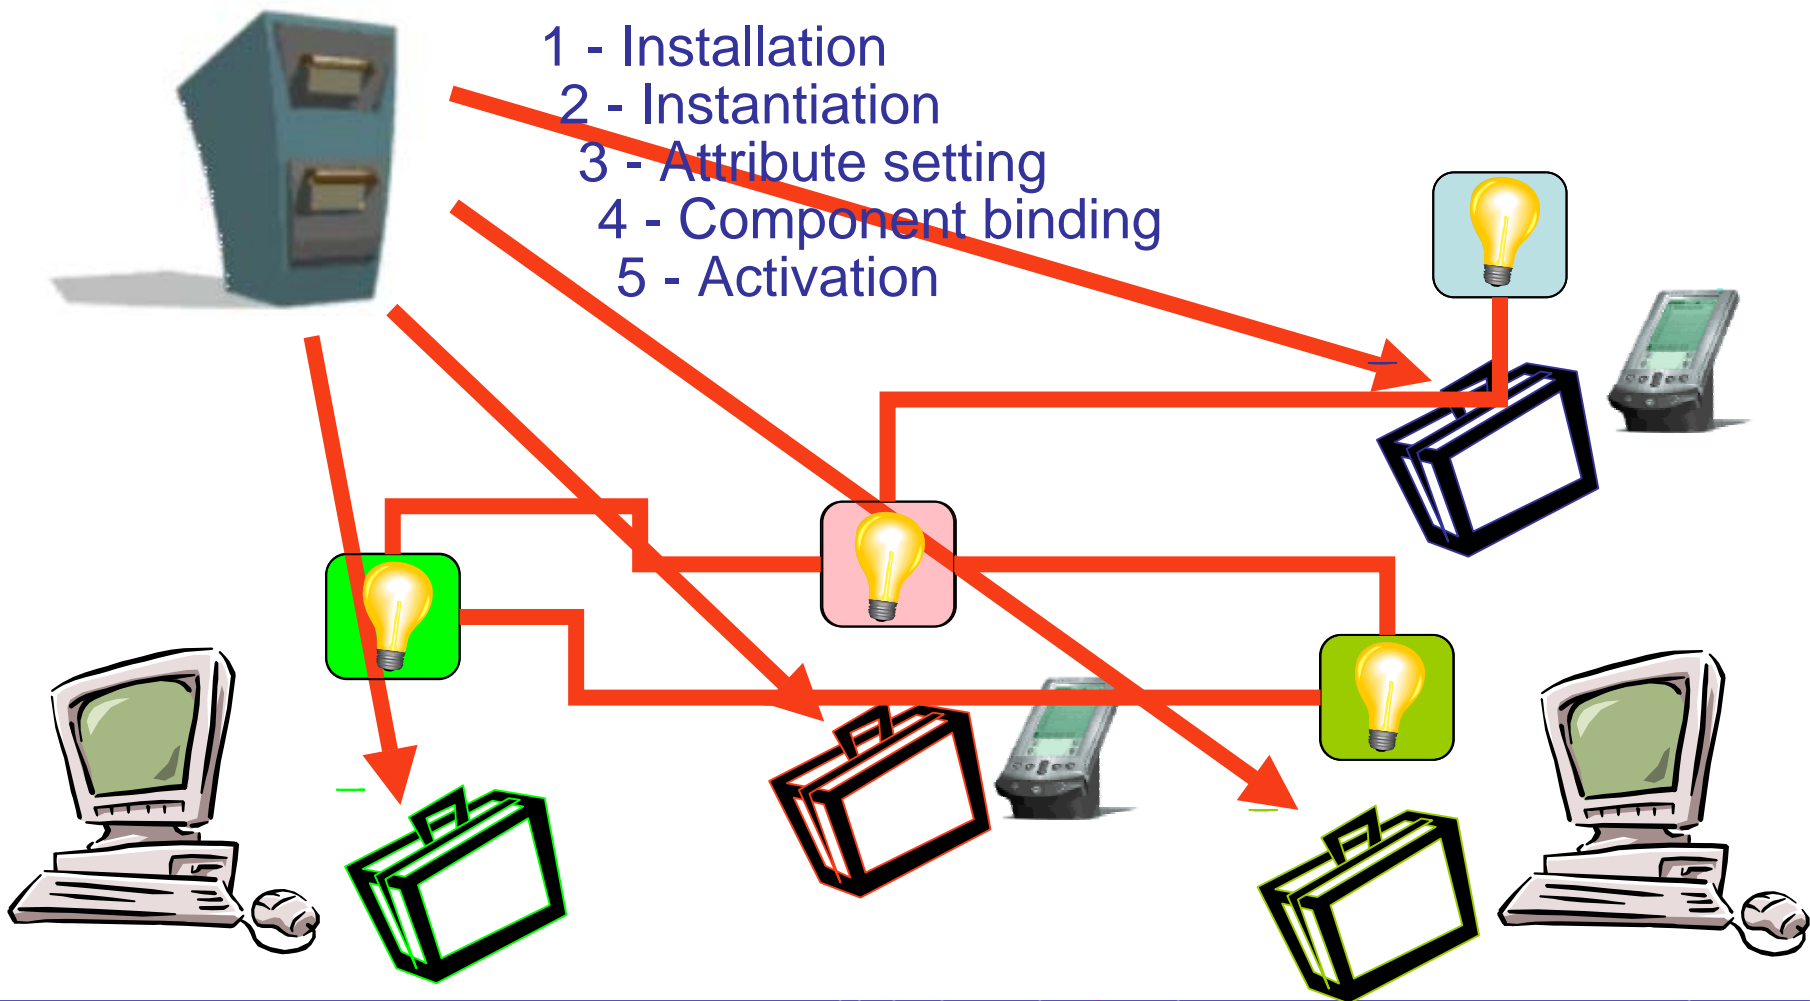 1 - Installation
2 - Instantiation
3 - Attribute setting
4 - Component binding
5 - Activation